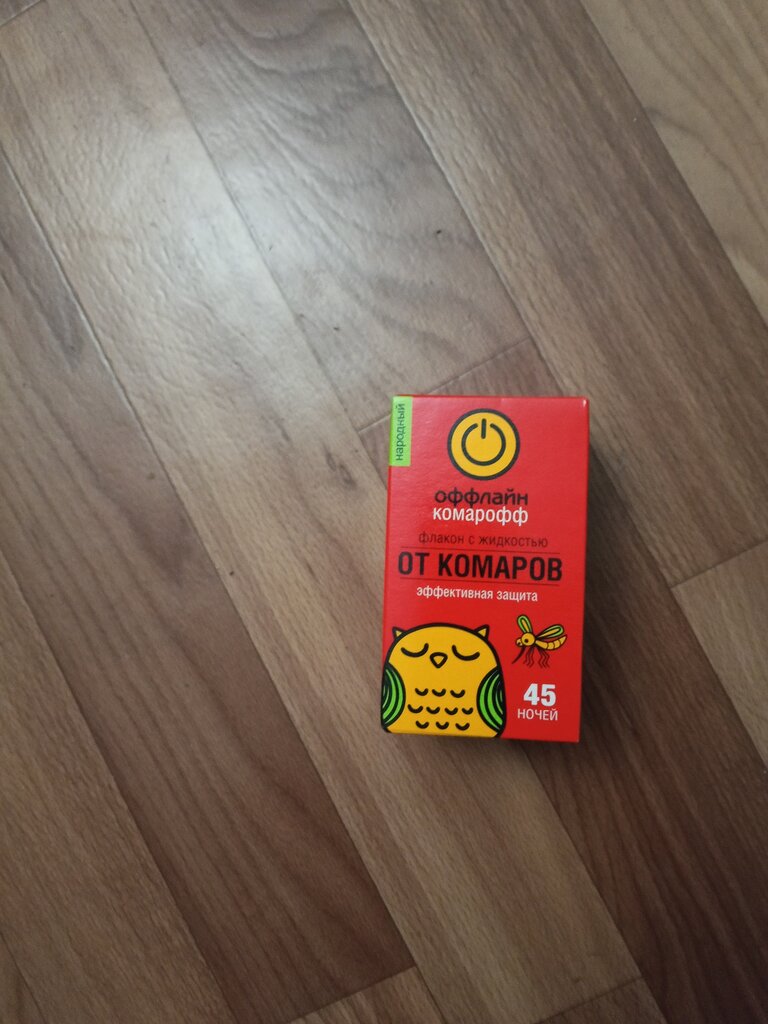 народный
оффлайн
комарофф
флакон с жидкостью
ОТ КОМАРОВ
эффективная защита
45
НОЧЕЙ